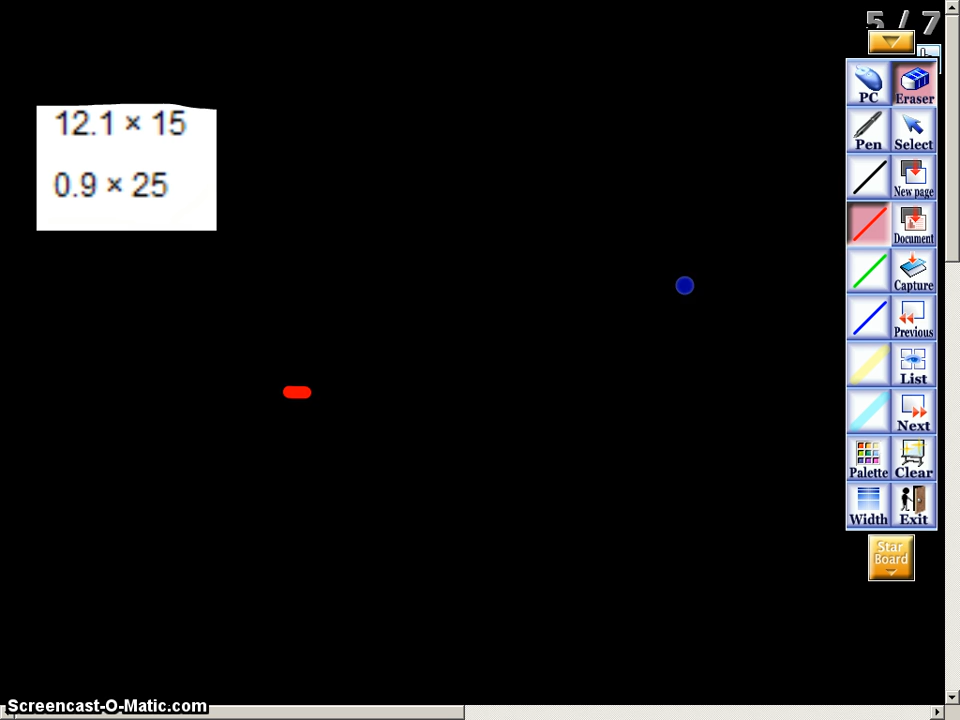 5 / 7
12.1 × 15
0.9 × 25
PC
Eraser
Pen
Select
New page
Document
Capture
Previous
List
Next
Palette
Clear
Width
Exit
Star
Board
Screencast-O-Matic.com